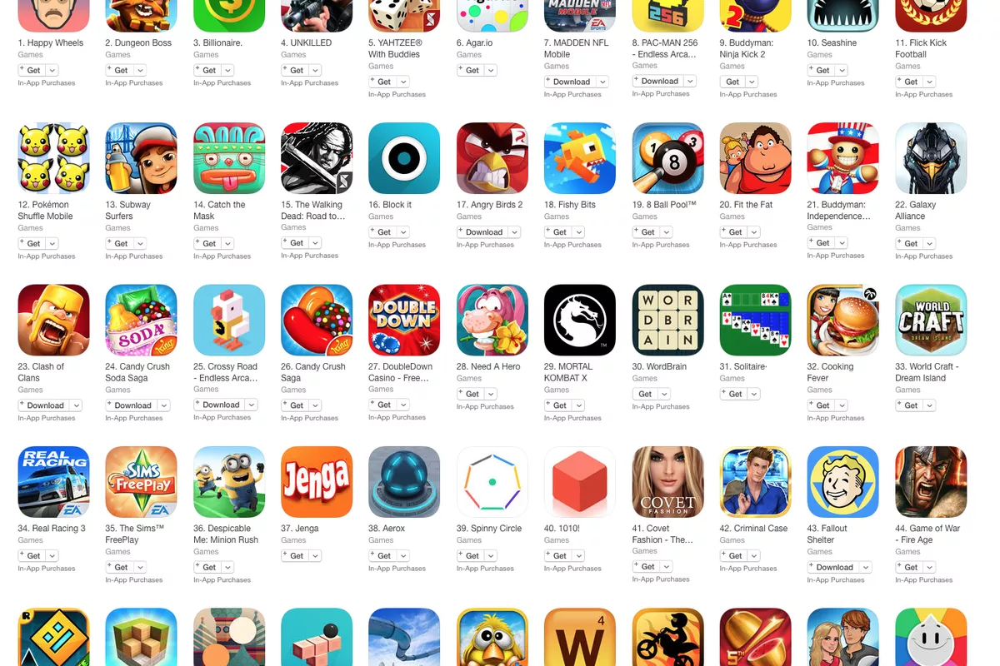 $
1. Happy Wheels
Games
+ Get
In-App Purchases
2. Dungeon Boss
Games
+ Get
In-App Purchases
3. Billionaire.
Games
+ Get
In-App Purchases
4. UNKILLED
Games
+ Get
In-App Purchases
5. YAHTZEE®
With Buddies
Games
+ Get
In-App Purchases
6. Agar.io
Games
+ Get
MADDEN NFL
MOBILE
EA
SPORTS
7. MADDEN NFL
Mobile
Games
+ Download
In-App Purchases
256
8. PAC-MAN 256
- Endless Arca…
Games
+ Download
In-App Purchases
2
9. Buddyman:
Ninja Kick 2
Games
Get
In-App Purchases
10. Seashine
Games
+ Get
In-App Purchases
11. Flick Kick
Football
Games
+ Get
In-App Purchases
12. Pokémon
Shuffle Mobile
Games
+ Get
In-App Purchases
13. Subway
Surfers
Games
+ Get
In-App Purchases
14. Catch the
Mask
Games
+ Get
In-App Purchases
15. The Walking
Dead: Road to…
Games
+ Get
In-App Purchases
16. Block it
Games
+ Get
In-App Purchases
17. Angry Birds 2
Games
+ Download
In-App Purchases
18. Fishy Bits
Games
+ Get
In-App Purchases
1 3
8
19. 8 Ball Pool™
Games
+ Get
In-App Purchases
20. Fit the Fat
Games
+ Get
In-App Purchases
21. Buddyman:
Independence…
Games
+ Get
In-App Purchases
22. Galaxy
Alliance
Games
+ Get
In-App Purchases
23. Clash of
Clans
Games
+ Download
In-App Purchases
SODA
King
24. Candy Crush
Soda Saga
Games
+ Download
In-App Purchases
25. Crossy Road
- Endless Arca…
Games
+ Download
In-App Purchases
King
26. Candy Crush
Saga
Games
+ Get
In-App Purchases
DOUBLE
DOWN
27. DoubleDown
Casino - Free…
Games
+ Get
In-App Purchases
28. Need A Hero
Games
+ Get
In-App Purchases
TM
29. MORTAL
KOMBAT X
Games
+ Get
In-App Purchases
WOR
DBR
AIN
30. WordBrain
Games
Get
In-App Purchases
31. Solitaire·
Games
+ Get
32. Cooking
Fever
Games
+ Get
In-App Purchases
WORLD
CRAFT
DREAM ISLAND
33. World Craft -
Dream Island
Games
+ Get
REAL
RACING
EA
34. Real Racing 3
Games
+ Get
In-App Purchases
The SIMS
FreePlay
EA
35. The Sims™
FreePlay
Games
+ Get
In-App Purchases
36. Despicable
Me: Minion Rush
Games
+ Get
In-App Purchases
Jenga
37. Jenga
Games
+ Get
38. Aerox
Games
+ Get
In-App Purchases
39. Spinny Circle
Games
+ Get
In-App Purchases
40. 1010!
Games
+ Get
In-App Purchases
COVET
FASHION
41. Covet
Fashion - The…
Games
+ Get
In-App Purchases
42. Criminal Case
Games
+ Get
In-App Purchases
43. Fallout
Shelter
Games
+ Download
In-App Purchases
44. Game of War
- Fire Age
Games
+ Get
In-App Purchases
R
4
W
5TH